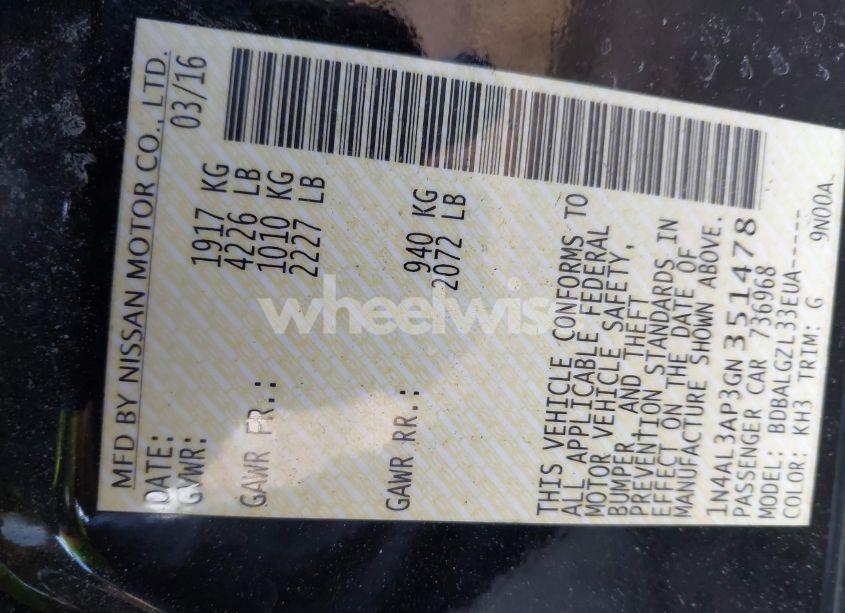 MFD BY NISSAN MOTOR CO., LTD.
DATE: 03/16
GVWR: 1917 KG
4226 LB
GAWR FR.: 1010 KG
2227 LB
GAWR RR.: 940 KG
2072 LB
THIS VEHICLE CONFORMS TO
ALL APPLICABLE FEDERAL
MOTOR VEHICLE SAFETY,
BUMPER AND THEFT
PREVENTION STANDARDS IN
EFFECT ON THE DATE OF
MANUFACTURE SHOWN ABOVE.
1N4AL3AP3GN351478
PASSENGER CAR 736968
MODEL: BDBALGZL33EUA-----
COLOR: KH3 TRIM: G 9N00A
wheelwise